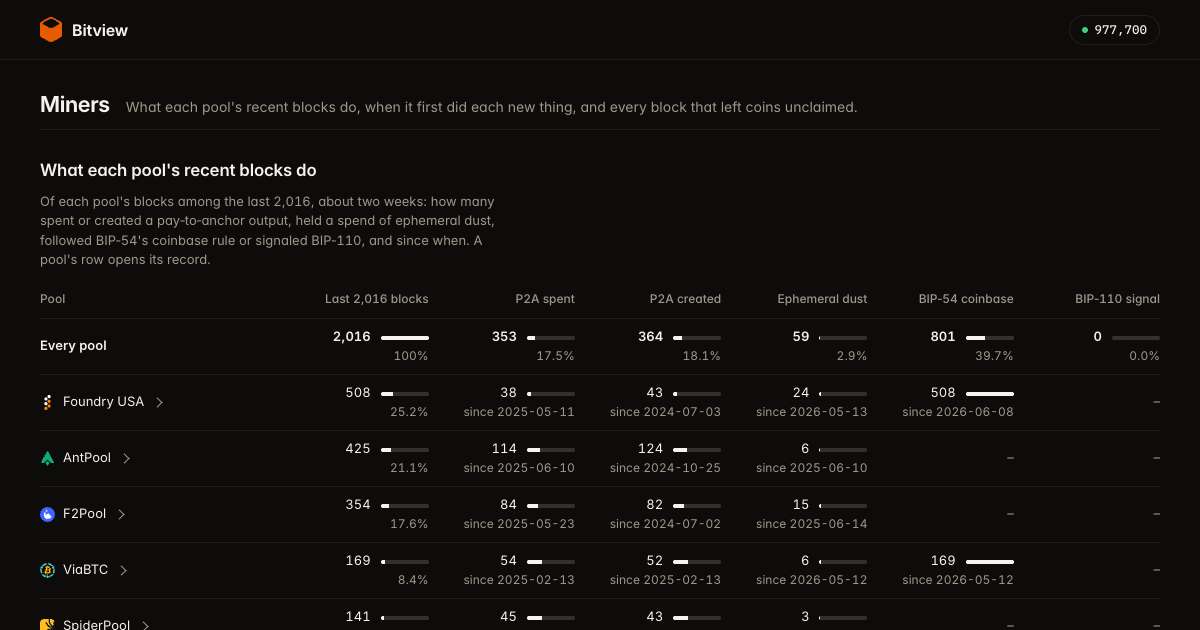 Bitview
977,700
Miners What each pool's recent blocks do, when it first did each new thing, and every block that left coins unclaimed.
What each pool's recent blocks do
Of each pool's blocks among the last 2,016, about two weeks: how many
spent or created a pay-to-anchor output, held a spend of ephemeral dust,
followed BIP-54's coinbase rule or signaled BIP-110, and since when. A
pool's row opens its record.
Pool Last 2,016 blocks P2A spent P2A created Ephemeral dust BIP-54 coinbase BIP-110 signal
Every pool 2,016 353 364 59 801 0
100% 17.5% 18.1% 2.9% 39.7% 0.0%
Foundry USA 508 38 43 24 508 –
25.2% since 2025-05-11 since 2024-07-03 since 2026-05-13 since 2026-06-08
AntPool 425 114 124 6 – –
21.1% since 2025-06-10 since 2024-10-25 since 2025-06-10
F2Pool 354 84 82 15 – –
17.6% since 2025-05-23 since 2024-07-02 since 2025-06-14
ViaBTC 169 54 52 6 169 –
8.4% since 2025-02-13 since 2025-02-13 since 2026-05-12 since 2026-05-12
SpiderPool 141 45 43 3 – –